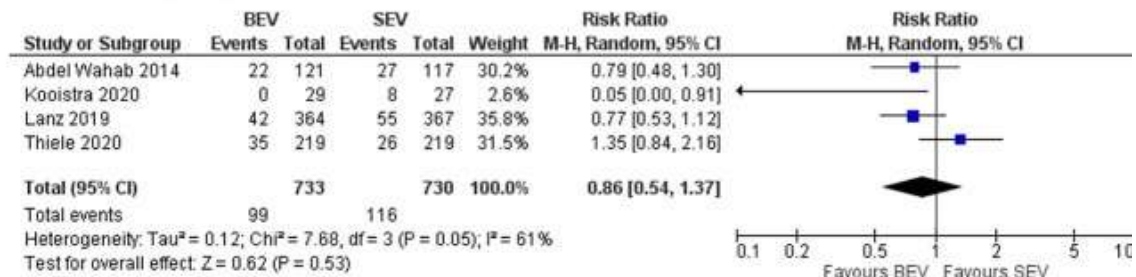 BEV SEV Risk Ratio Risk Ratio
Study or Subgroup Events Total Events Total Weight M-H, Random, 95% CI M-H, Random, 95% CI
Abdel Wahab 2014 22 121 27 117 30.2% 0.79 [0.48, 1.30]
Kooistra 2020 0 29 8 27 2.6% 0.05 [0.00, 0.91]
Lanz 2019 42 364 55 367 35.8% 0.77 [0.53, 1.12]
Thiele 2020 35 219 26 219 31.5% 1.35 [0.84, 2.16]
Total (95% CI) 733 730 100.0% 0.86 [0.54, 1.37]
Total events 99 116
Heterogeneity: Tau² = 0.12; Chi² = 7.68, df = 3 (P = 0.05); I² = 61%
Test for overall effect: Z = 0.62 (P = 0.53)
0.1 0.2 0.5 1 2 5 10
Favours BEV Favours SEV